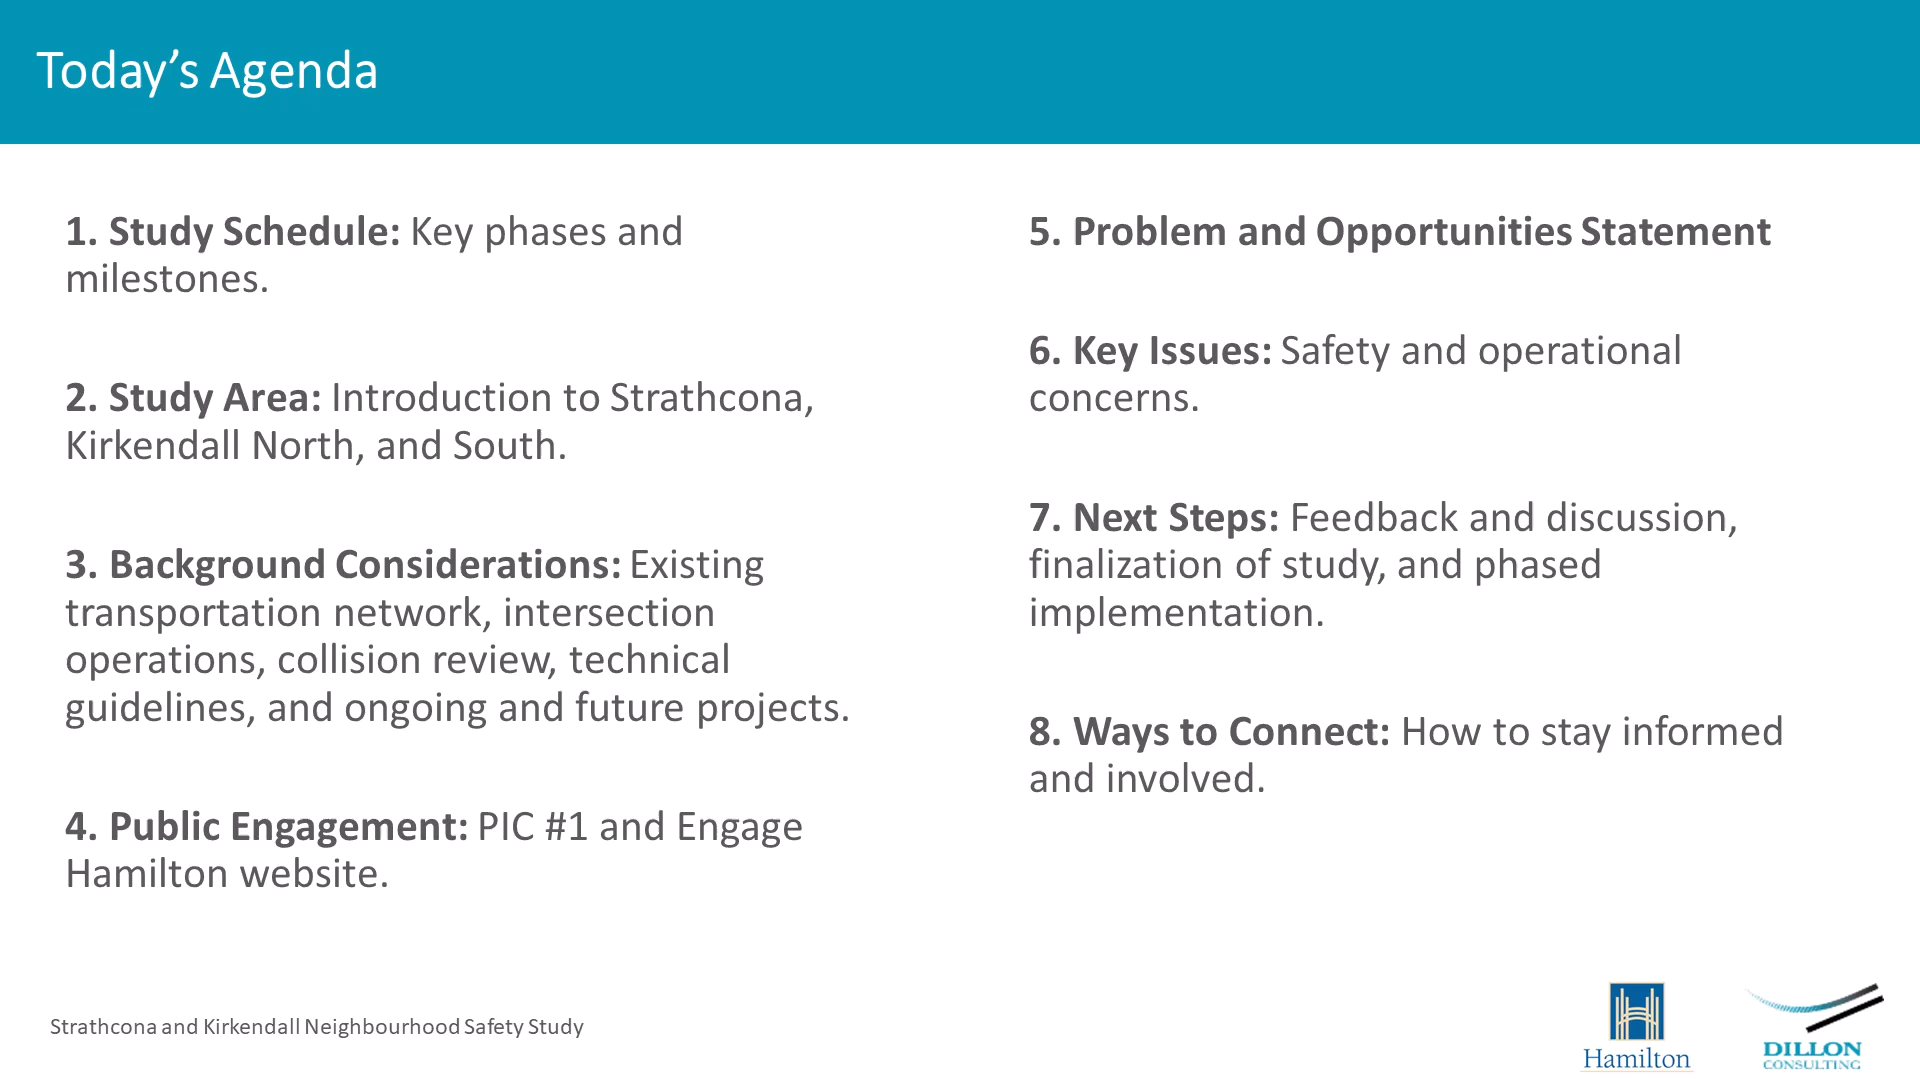 Today’s Agenda
1. Study Schedule: Key phases and
milestones.
2. Study Area: Introduction to Strathcona,
Kirkendall North, and South.
3. Background Considerations: Existing
transportation network, intersection
operations, collision review, technical
guidelines, and ongoing and future projects.
4. Public Engagement: PIC #1 and Engage
Hamilton website.
5. Problem and Opportunities Statement
6. Key Issues: Safety and operational
concerns.
7. Next Steps: Feedback and discussion,
finalization of study, and phased
implementation.
8. Ways to Connect: How to stay informed
and involved.
Strathcona and Kirkendall Neighbourhood Safety Study
Hamilton
DILLON
CONSULTING